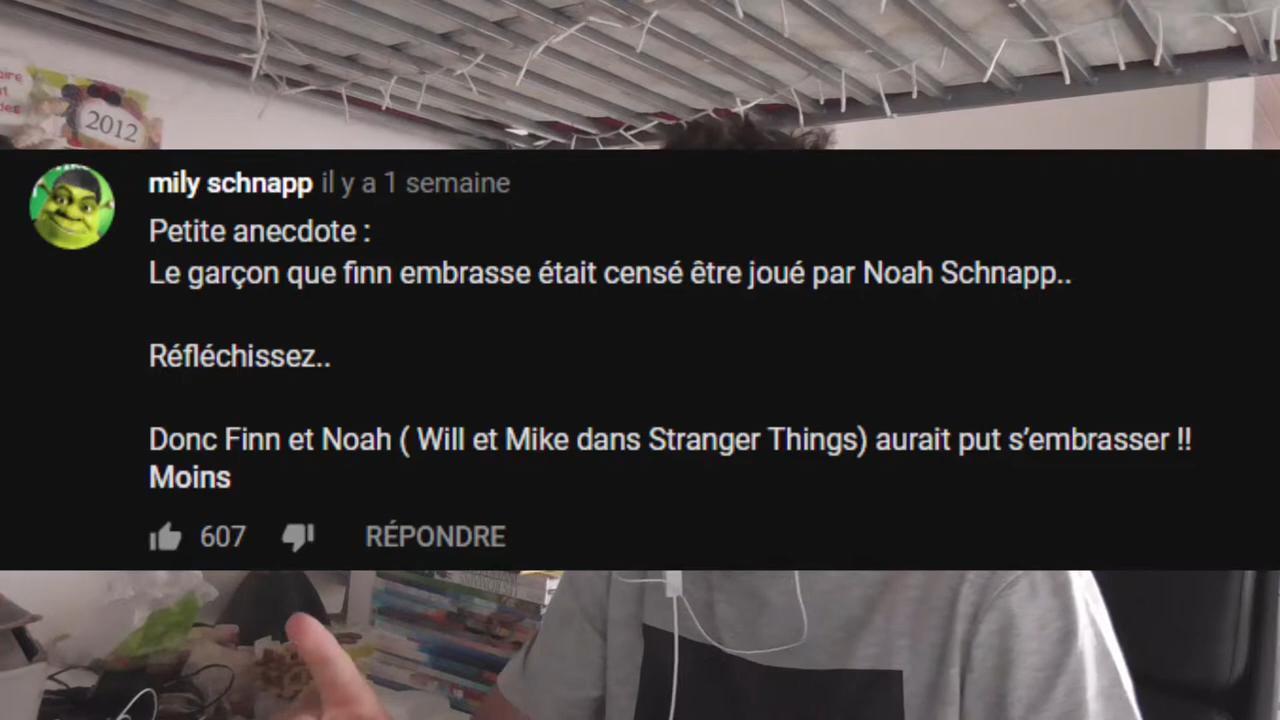 aire
2012
mily schnapp il y a 1 semaine
Petite anecdote :
Le garçon que finn embrasse était censé être joué par Noah Schnapp..
Réfléchissez..
Donc Finn et Noah ( Will et Mike dans Stranger Things) aurait put s’embrasser !!
Moins
607 RÉPONDRE